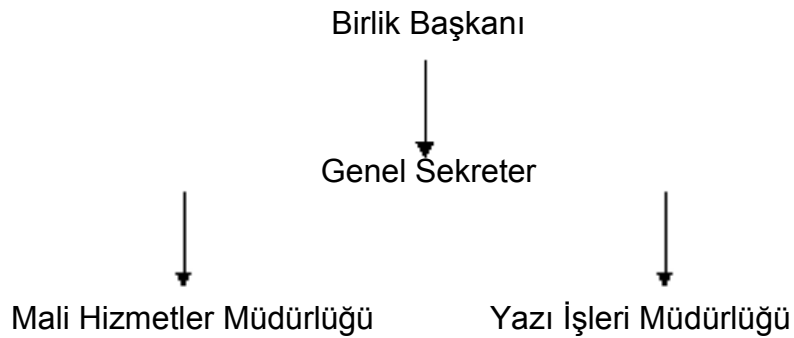 Birlik Başkanı
Genel Sekreter
Mali Hizmetler Müdürlüğü Yazı İşleri Müdürlüğü